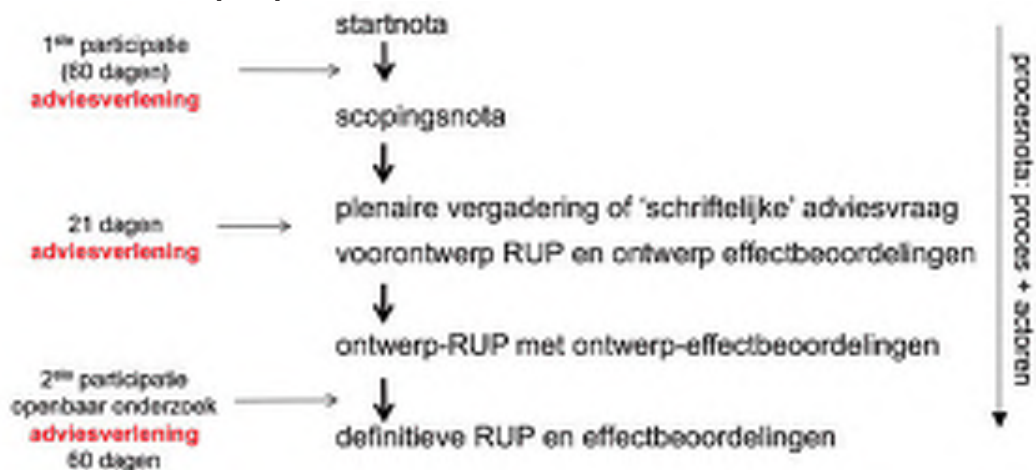 startnota
1ste participatie
(60 dagen)
adviesverlening
scopingsnota
21 dagen
adviesverlening
plenaire vergadering of 'schriftelijke' adviesvraag
voorontwerp RUP en ontwerp effectbeoordelingen
ontwerp-RUP met ontwerp-effectbeoordelingen
2de participatie
openbaar onderzoek
adviesverlening
60 dagen
definitieve RUP en effectbeoordelingen
procesnota: proces + actoren